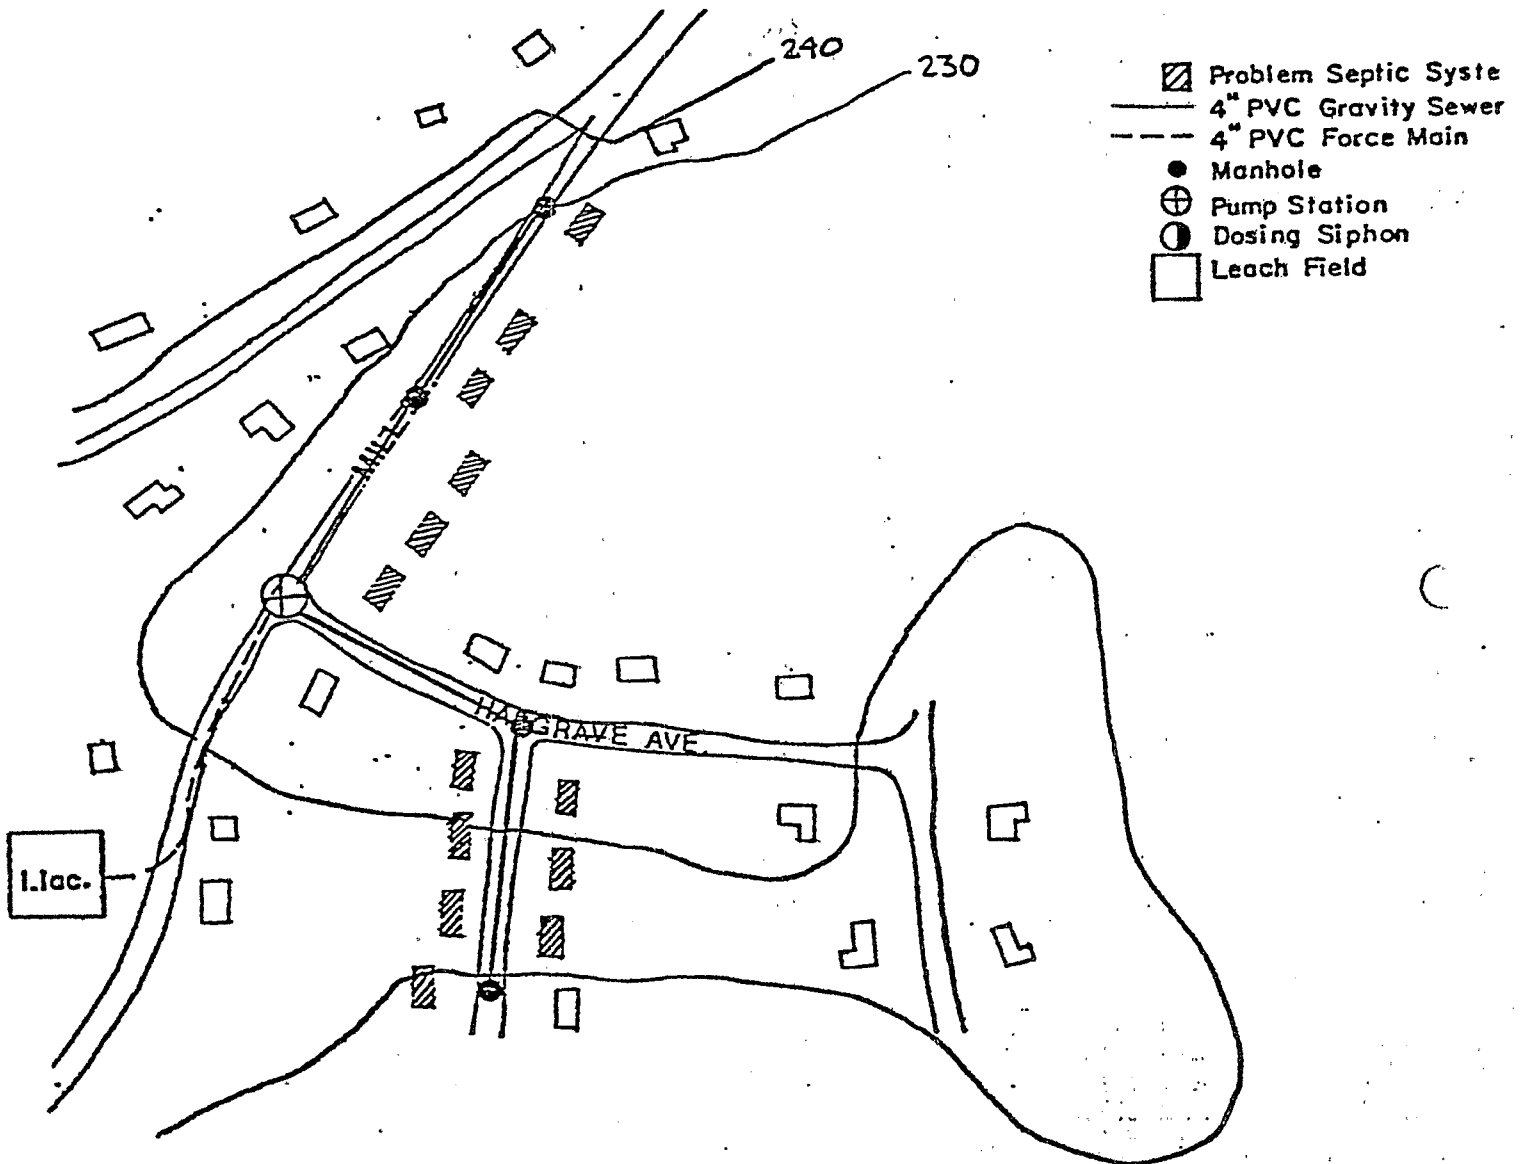 240
230
Problem Septic Syste
4" PVC Gravity Sewer
4" PVC Force Main
Manhole
Pump Station
Dosing Siphon
Leach Field
HARGRAVE AVE.
1.1ac.